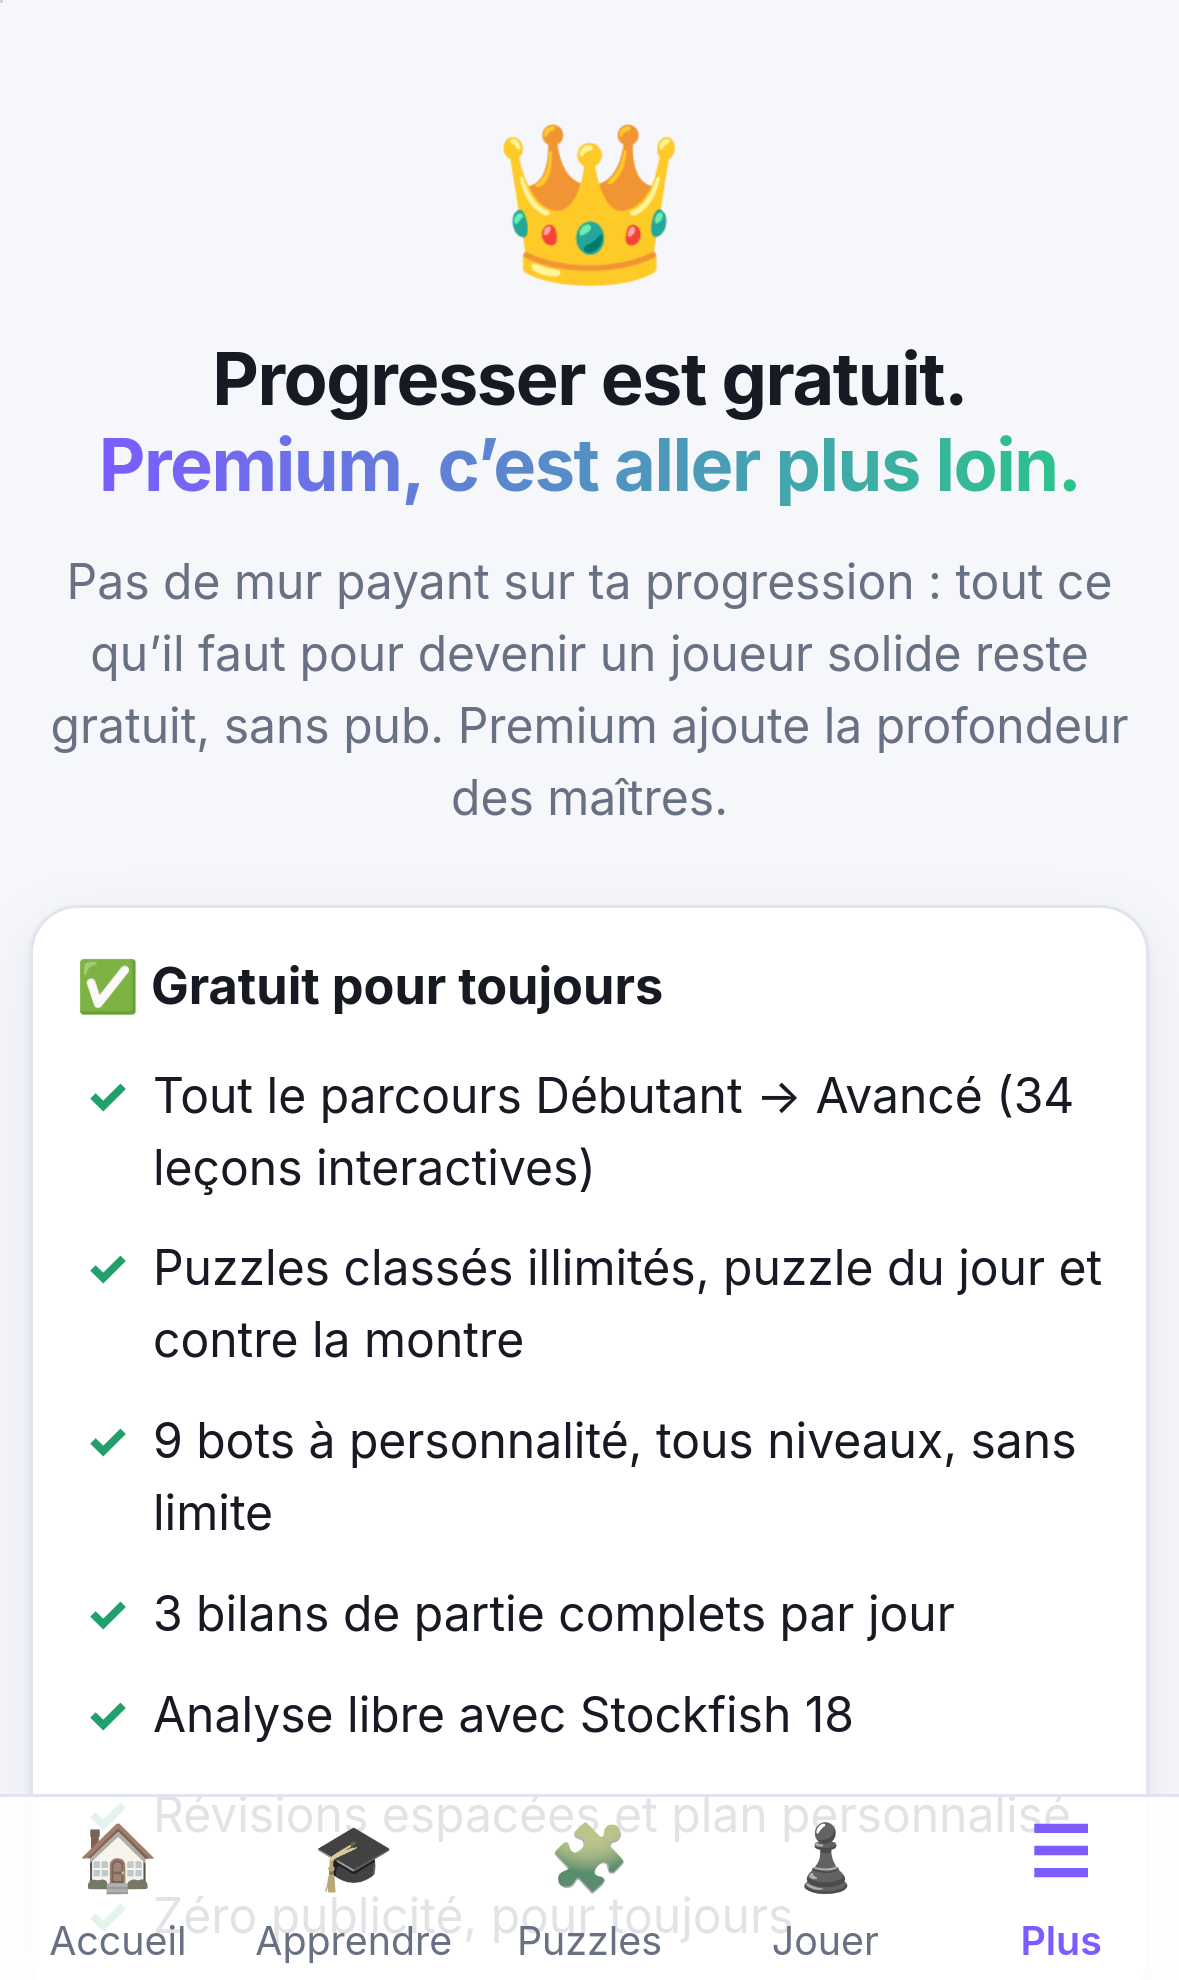 Progresser est gratuit.
Premium, c’est aller plus loin.
Pas de mur payant sur ta progression : tout ce
qu’il faut pour devenir un joueur solide reste
gratuit, sans pub. Premium ajoute la profondeur
des maîtres.
✅ Gratuit pour toujours
✓ Tout le parcours Débutant → Avancé (34
leçons interactives)
✓ Puzzles classés illimités, puzzle du jour et
contre la montre
✓ 9 bots à personnalité, tous niveaux, sans
limite
✓ 3 bilans de partie complets par jour
✓ Analyse libre avec Stockfish 18
✓ Révisions espacées et plan personnalisé
✓ Zéro publicité, pour toujours
Accueil
Apprendre
Puzzles
Jouer
Plus